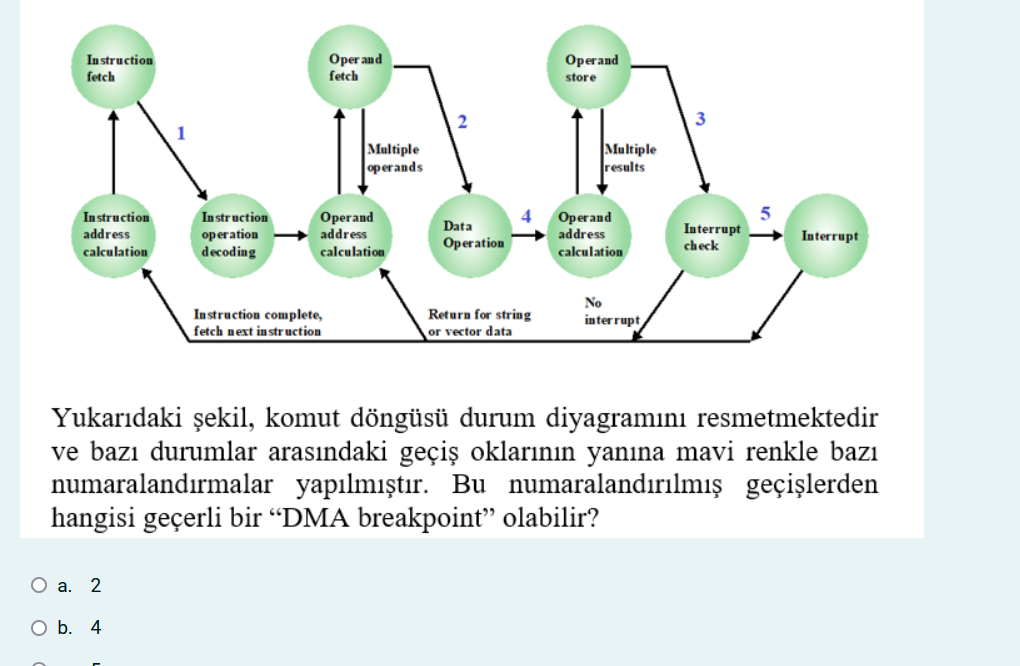 Instruction
fetch
Operand
fetch
Operand
store
1
2
3
Multiple
operands
Multiple
results
Instruction
address
calculation
Instruction
operation
decoding
Operand
address
calculation
Data
Operation
4
Operand
address
calculation
Interrupt
check
5
Interrupt
Instruction complete,
fetch next instruction
Return for string
or vector data
No
interrupt
Yukarıdaki şekil, komut döngüsü durum diyagramını resmetmektedir
ve bazı durumlar arasındaki geçiş oklarının yanına mavi renkle bazı
numaralandırmalar yapılmıştır. Bu numaralandırılmış geçişlerden
hangisi geçerli bir “DMA breakpoint” olabilir?
a. 2
b. 4